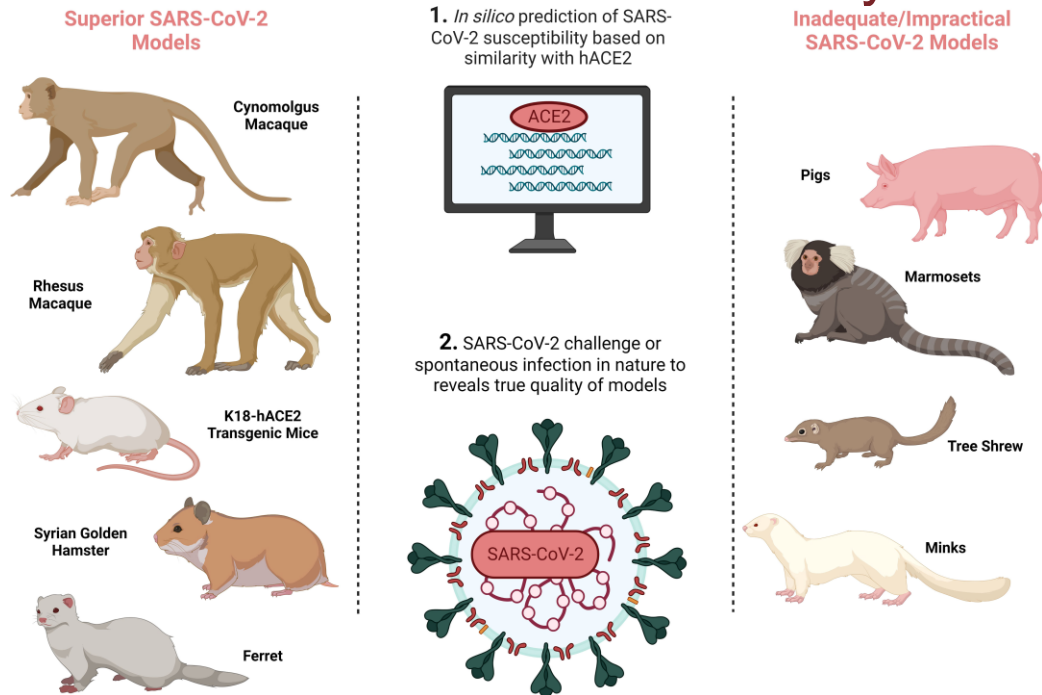 Superior SARS-CoV-2
Models
Cynomolgus
Macaque
Rhesus
Macaque
K18-hACE2
Transgenic Mice
Syrian Golden
Hamster
Ferret
1. In silico prediction of SARS-
CoV-2 susceptibility based on
similarity with hACE2
ACE2
2. SARS-CoV-2 challenge or
spontaneous infection in nature to
reveals true quality of models
SARS-CoV-2
Inadequate/Impractical
SARS-CoV-2 Models
Pigs
Marmosets
Tree Shrew
Minks